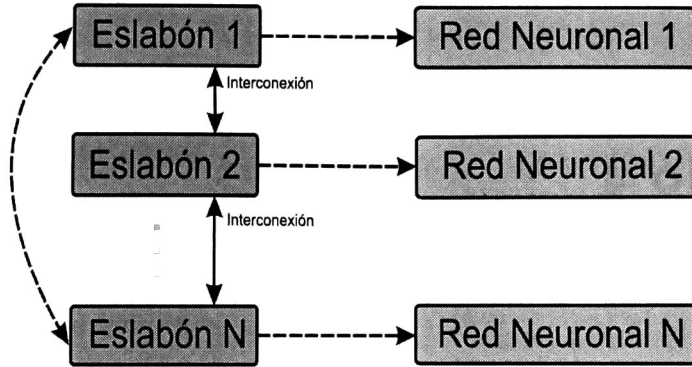 Eslabón 1
Red Neuronal 1
Interconexión
Eslabón 2
Red Neuronal 2
Interconexión
Eslabón N
Red Neuronal N